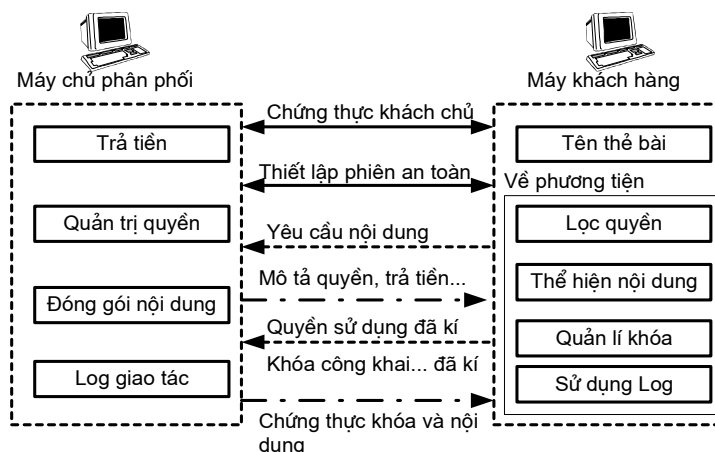 Máy chủ phân phối
Máy khách hàng
Chứng thực khách chủ
Trả tiền
Tên thẻ bài
Thiết lập phiên an toàn
Về phương tiện
Quản trị quyền
Lọc quyền
Yêu cầu nội dung
Mô tả quyền, trả tiền...
Thể hiện nội dung
Đóng gói nội dung
Quyền sử dụng đã kí
Quản lí khóa
Khóa công khai... đã kí
Log giao tác
Sử dụng Log
Chứng thực khóa và nội
dung